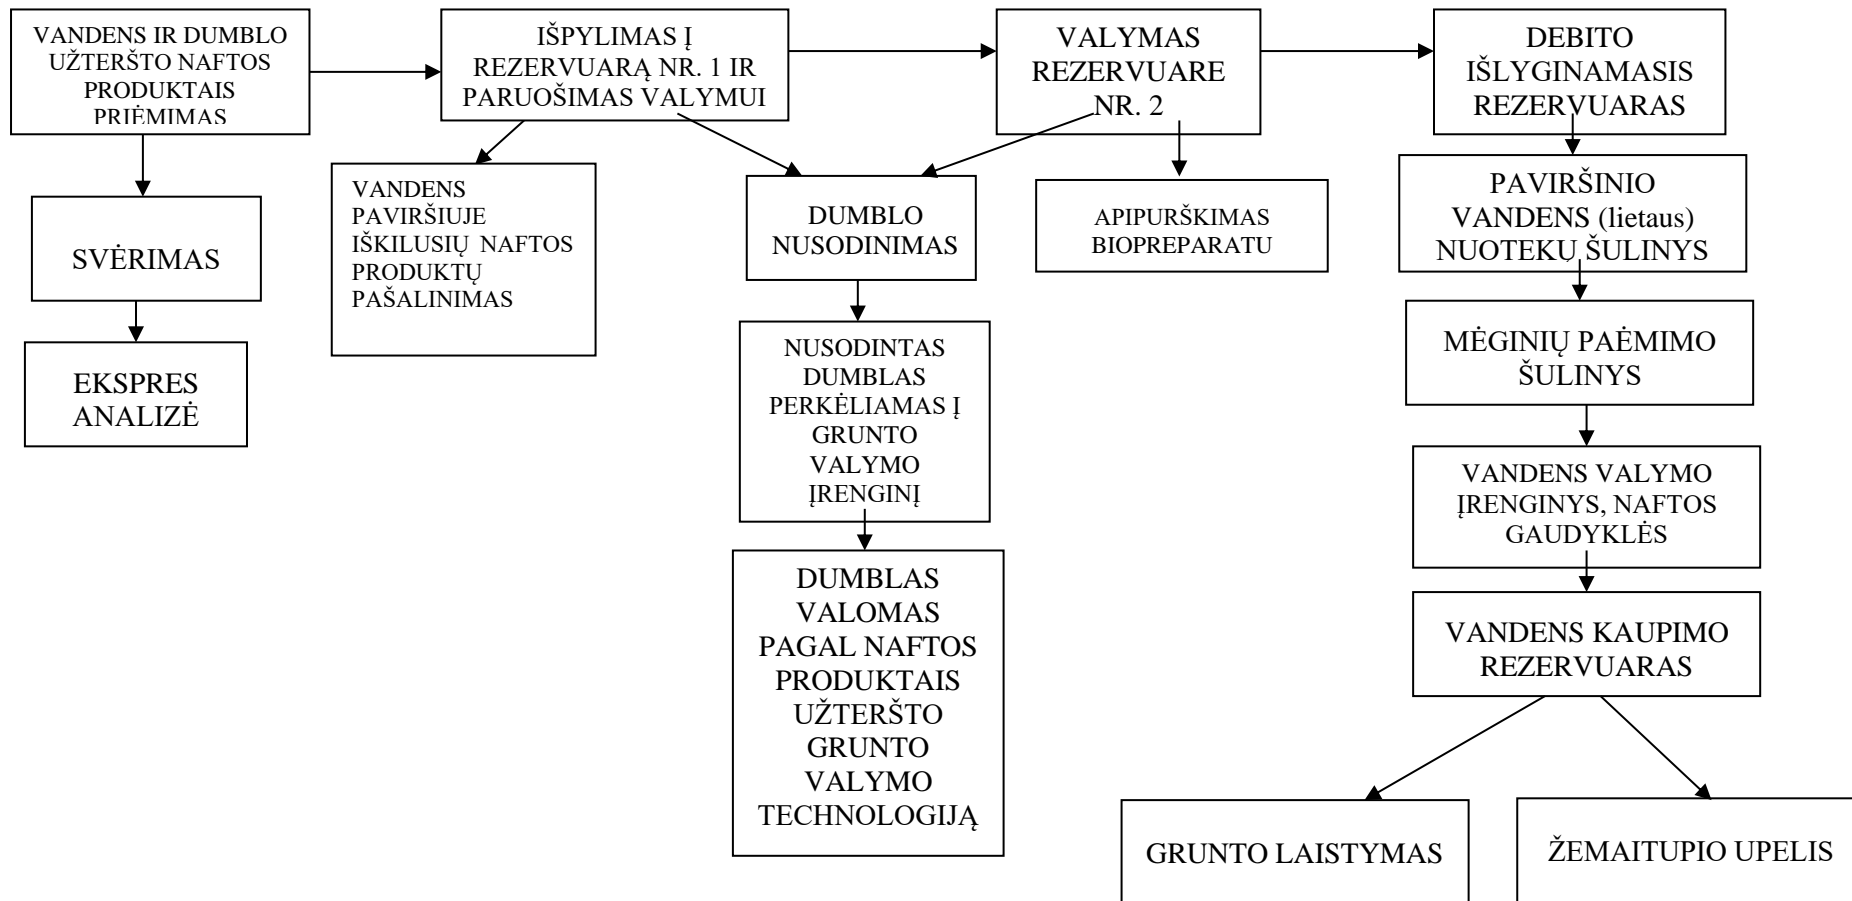 VANDENS IR DUMBLO
UŽTERŠTO NAFTOS
PRODUKTAIS
PRIĖMIMAS
IŠPYLIMAS Į
REZERVUARĄ NR. 1 IR
PARUOŠIMAS VALYMUI
VALYMAS
REZERVUARE
NR. 2
DEBITO
IŠLYGINAMASIS
REZERVUARAS
SVĖRIMAS
EKSPRES
ANALIZĖ
VANDENS
PAVIRŠIUJE
IŠKILUSIŲ NAFTOS
PRODUKTŲ
PAŠALINIMAS
DUMBLO
NUSODINIMAS
APIPURŠKIMAS
BIOPREPARATU
PAVIRŠINIO
VANDENS (lietaus)
NUOTEKŲ ŠULINYS
NUSODINTAS
DUMBLAS
PERKĖLIAMAS Į
GRUNTO
VALYMO
ĮRENGINĮ
MĖGINIŲ PAĖMIMO
ŠULINYS
VANDENS VALYMO
ĮRENGINYS, NAFTOS
GAUDYKLĖS
DUMBLAS
VALOMAS
PAGAL NAFTOS
PRODUKTAIS
UŽTERŠTO
GRUNTO
VALYMO
TECHNOLOGIJĄ
VANDENS KAUPIMO
REZERVUARAS
GRUNTO LAISTYMAS
ŽEMAITUPIO UPELIS